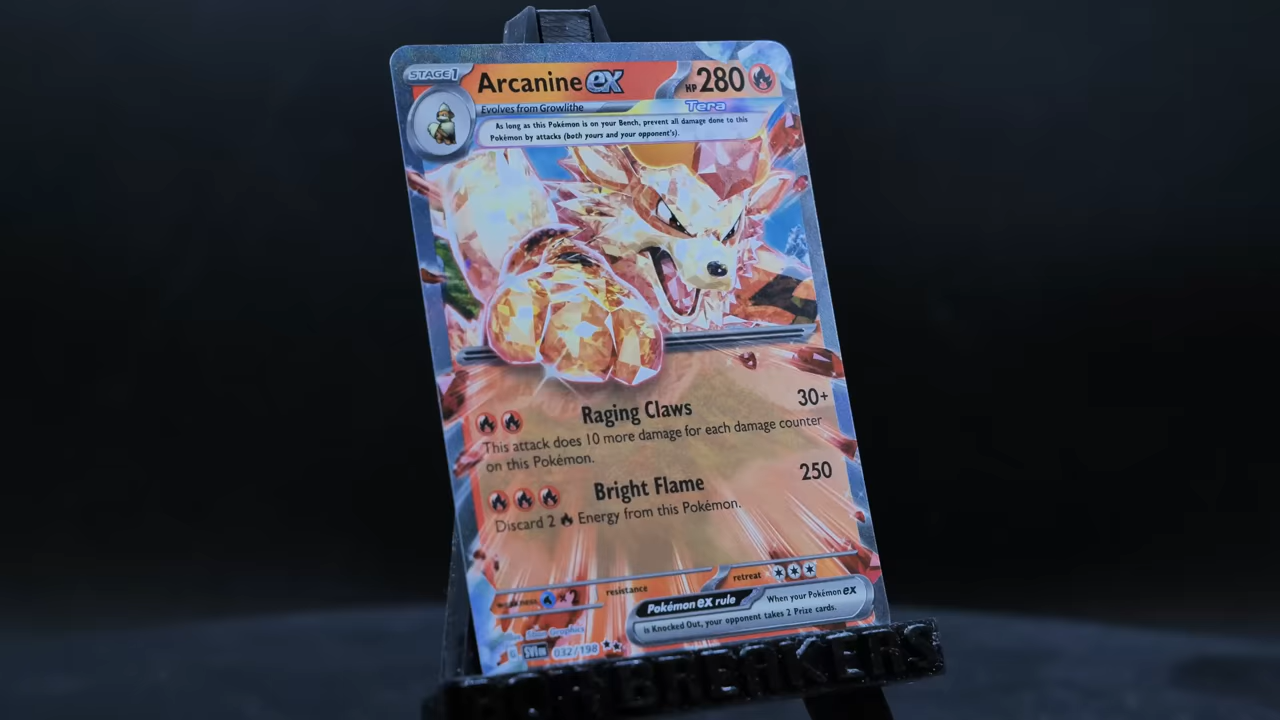 STAGE1 Arcanine ex HP 280
Evolves from Growlithe Tera
As long as this Pokémon is on your Bench, prevent all damage done to this
Pokémon by attacks (both yours and your opponent's).
Raging Claws 30+
This attack does 10 more damage for each damage counter
on this Pokémon.
Bright Flame 250
Discard 2 Energy from this Pokémon.
weakness ×2 resistance retreat
Pokémon ex rule When your Pokémon ex
is Knocked Out, your opponent takes 2 Prize cards.
Graphics
G SVI EN 032/198
BREAKERS